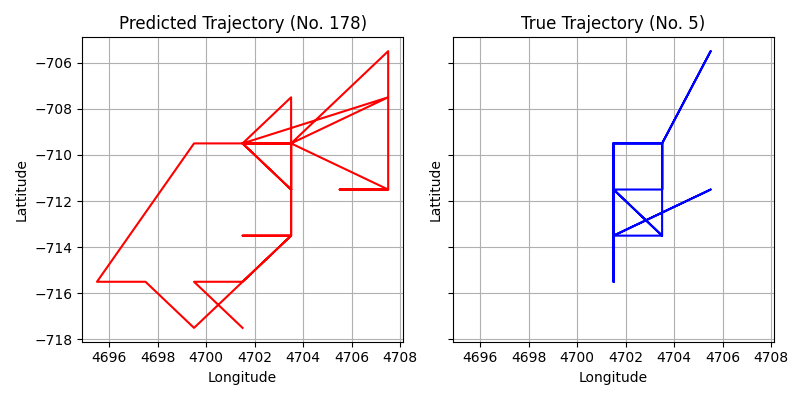 Predicted Trajectory (No. 178)
True Trajectory (No. 5)
−706
−708
−710
−712
−714
−716
−718
Lattitude
Lattitude
4696 4698 4700 4702 4704 4706 4708
4696 4698 4700 4702 4704 4706 4708
Longitude
Longitude